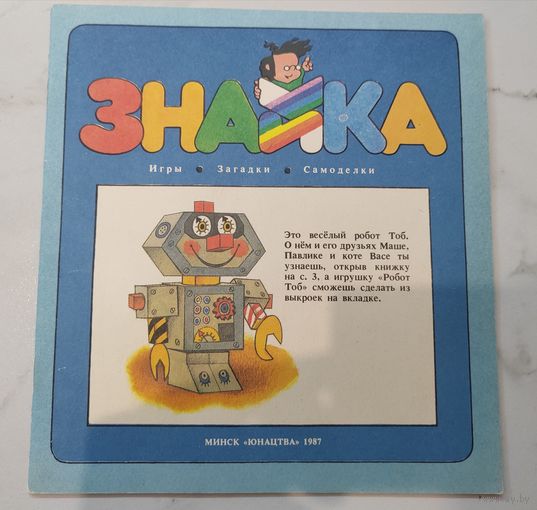 ЗНАЙКА
Игры • Загадки • Самоделки
Это весёлый робот Тоб.
О нём и его друзьях Маше,
Павлике и коте Васе ты
узнаешь, открыв книжку
на с. 3, а игрушку «Робот
Тоб» сможешь сделать из
выкроек на вкладке.
МИНСК «ЮНАЦТВА» 1987